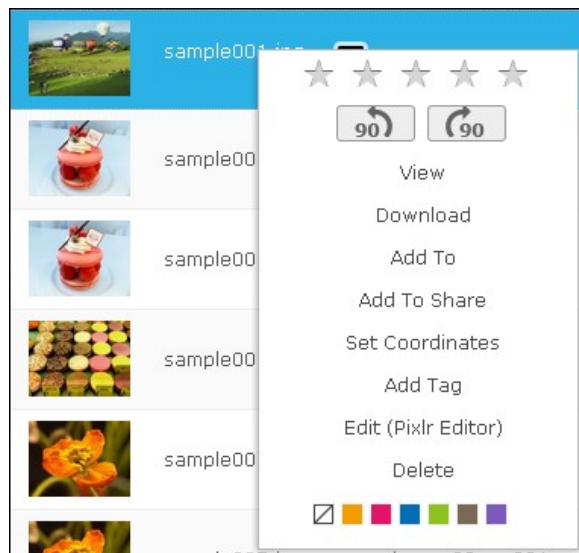 sample001.jpg
90 90
sample00
View
Download
sample00
Add To
Add To Share
Set Coordinates
sample00
Add Tag
Edit (Pixlr Editor)
sample00
Delete